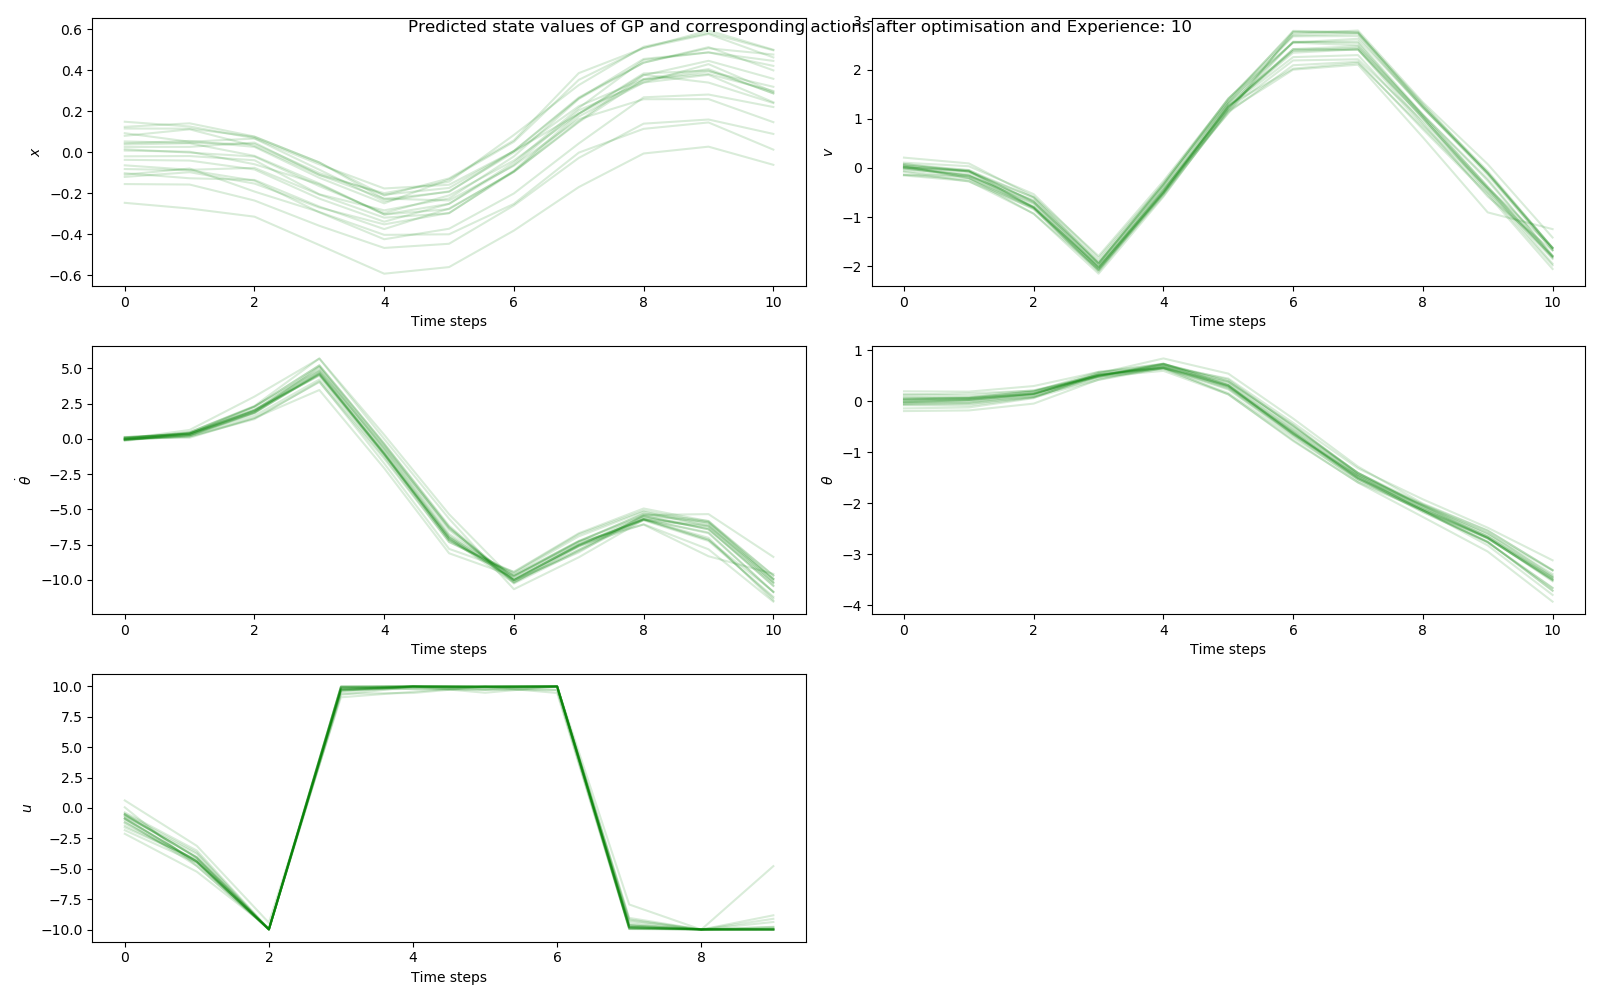 Predicted state values of GP and corresponding actions after optimisation and Experience: 10
0.6
0.4
0.2
0.0
−0.2
−0.4
−0.6
x
0 2 4 6 8 10
Time steps
3
2
1
0
−1
−2
v
0 2 4 6 8 10
Time steps
5.0
2.5
0.0
−2.5
−5.0
−7.5
−10.0
θ̇
0 2 4 6 8 10
Time steps
1
0
−1
−2
−3
−4
θ
0 2 4 6 8 10
Time steps
10.0
7.5
5.0
2.5
0.0
−2.5
−5.0
−7.5
−10.0
u
0 2 4 6 8
Time steps